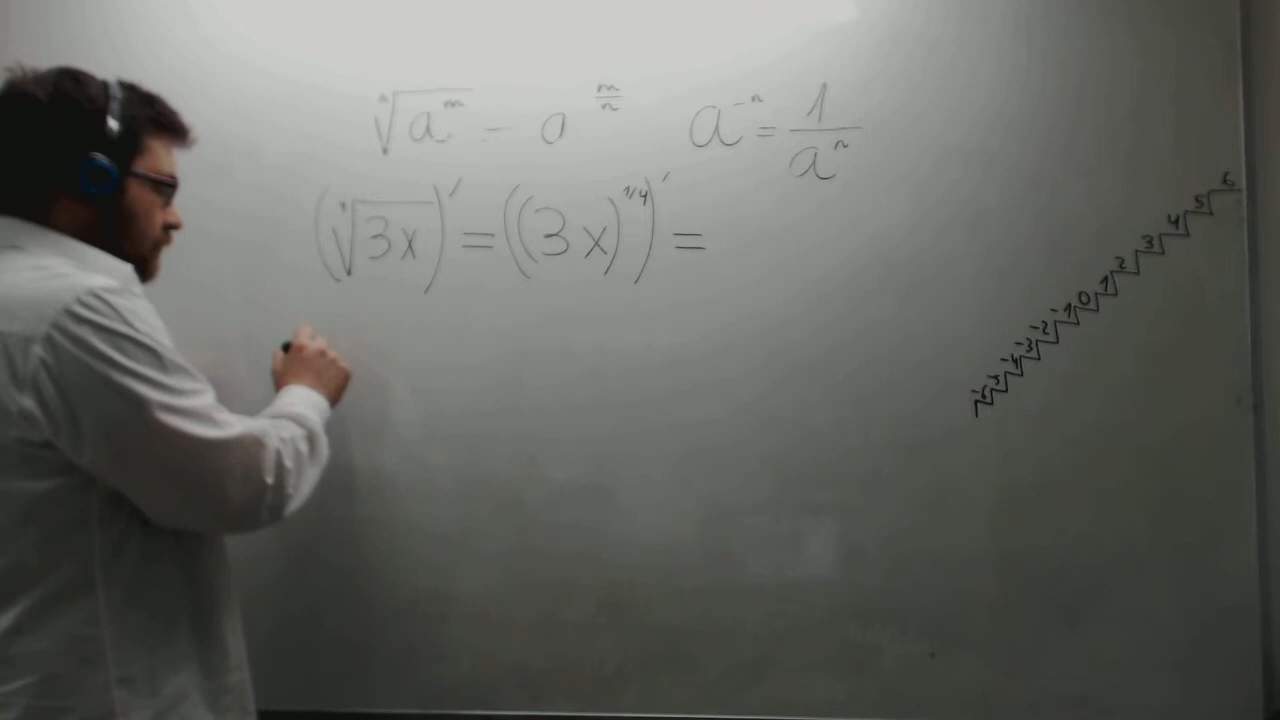 ⁿ√(aᵐ) = a^(m/n)   a⁻ⁿ = 1/aⁿ
(⁴√(3x))′ = ((3x)^(1/4))′ =
-6 -5 -4 -3 -2 -1 0 1 2 3 4 5 6